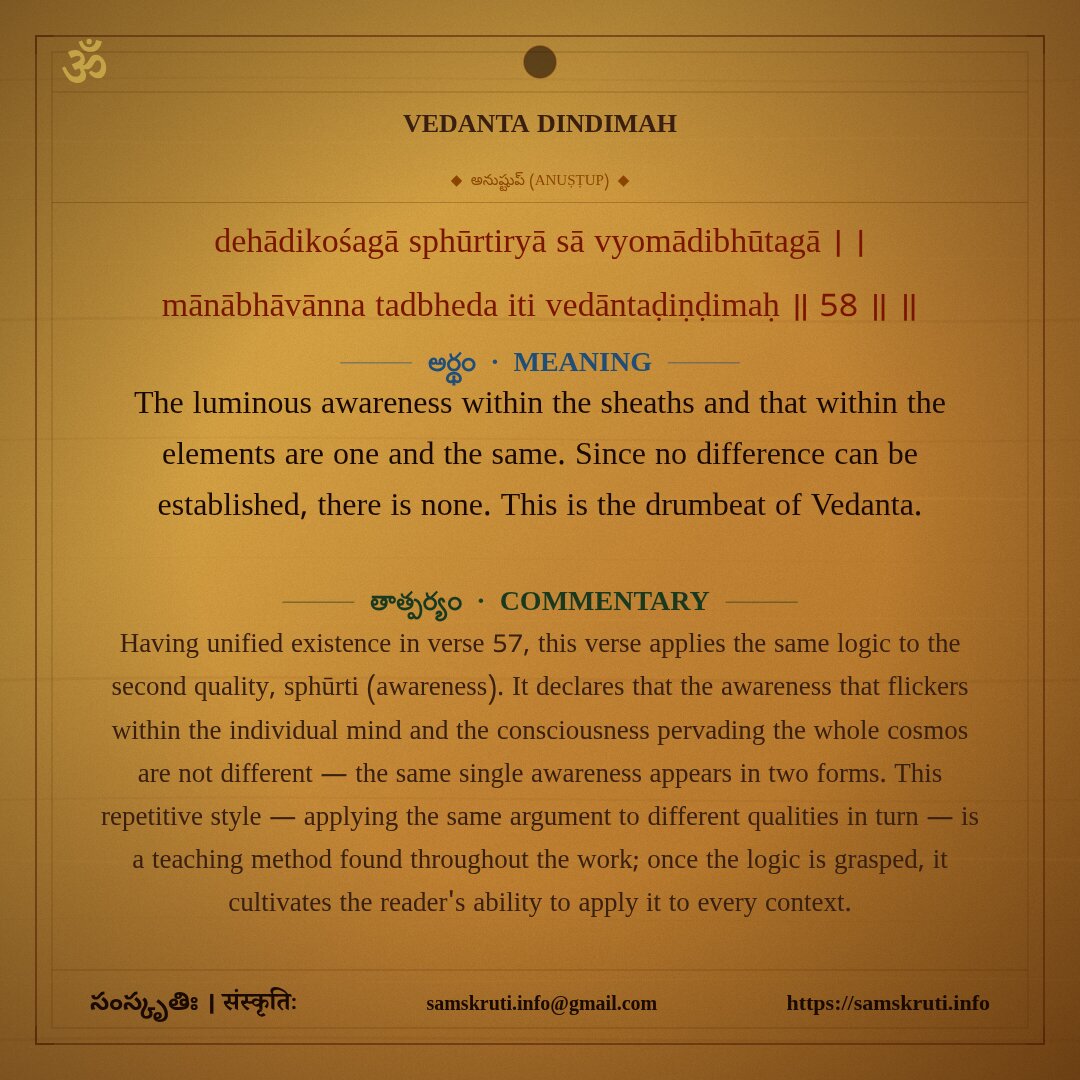 ॐ
VEDANTA DINDIMAH
◆ అనుష్టుప్ (ANUṢṬUP) ◆
dehādikośagā sphūrtiryā sā vyomādibhūtagā | |
mānābhāvānna tadbheda iti vedāntaḍiṇḍimaḥ ‖ 58 ‖ ‖
అర్థం · MEANING
The luminous awareness within the sheaths and that within the
elements are one and the same. Since no difference can be
established, there is none. This is the drumbeat of Vedanta.
తాత్పర్యం · COMMENTARY
Having unified existence in verse 57, this verse applies the same logic to the
second quality, sphūrti (awareness). It declares that the awareness that flickers
within the individual mind and the consciousness pervading the whole cosmos
are not different — the same single awareness appears in two forms. This
repetitive style — applying the same argument to different qualities in turn — is
a teaching method found throughout the work; once the logic is grasped, it
cultivates the reader's ability to apply it to every context.
సంస్కృతిః | संस्कृतिः samskruti.info@gmail.com https://samskruti.info